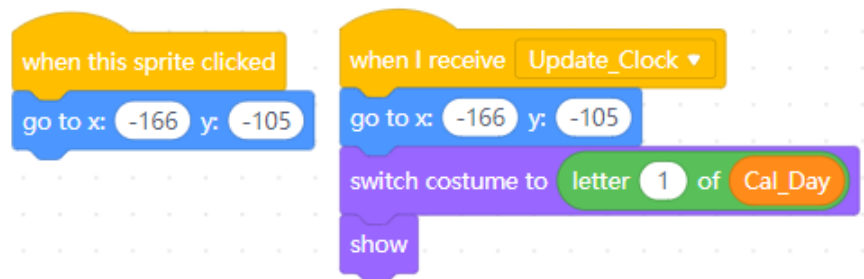 when this sprite clicked
go to x: -166 y: -105
when I receive Update_Clock
go to x: -166 y: -105
switch costume to letter 1 of Cal_Day
show